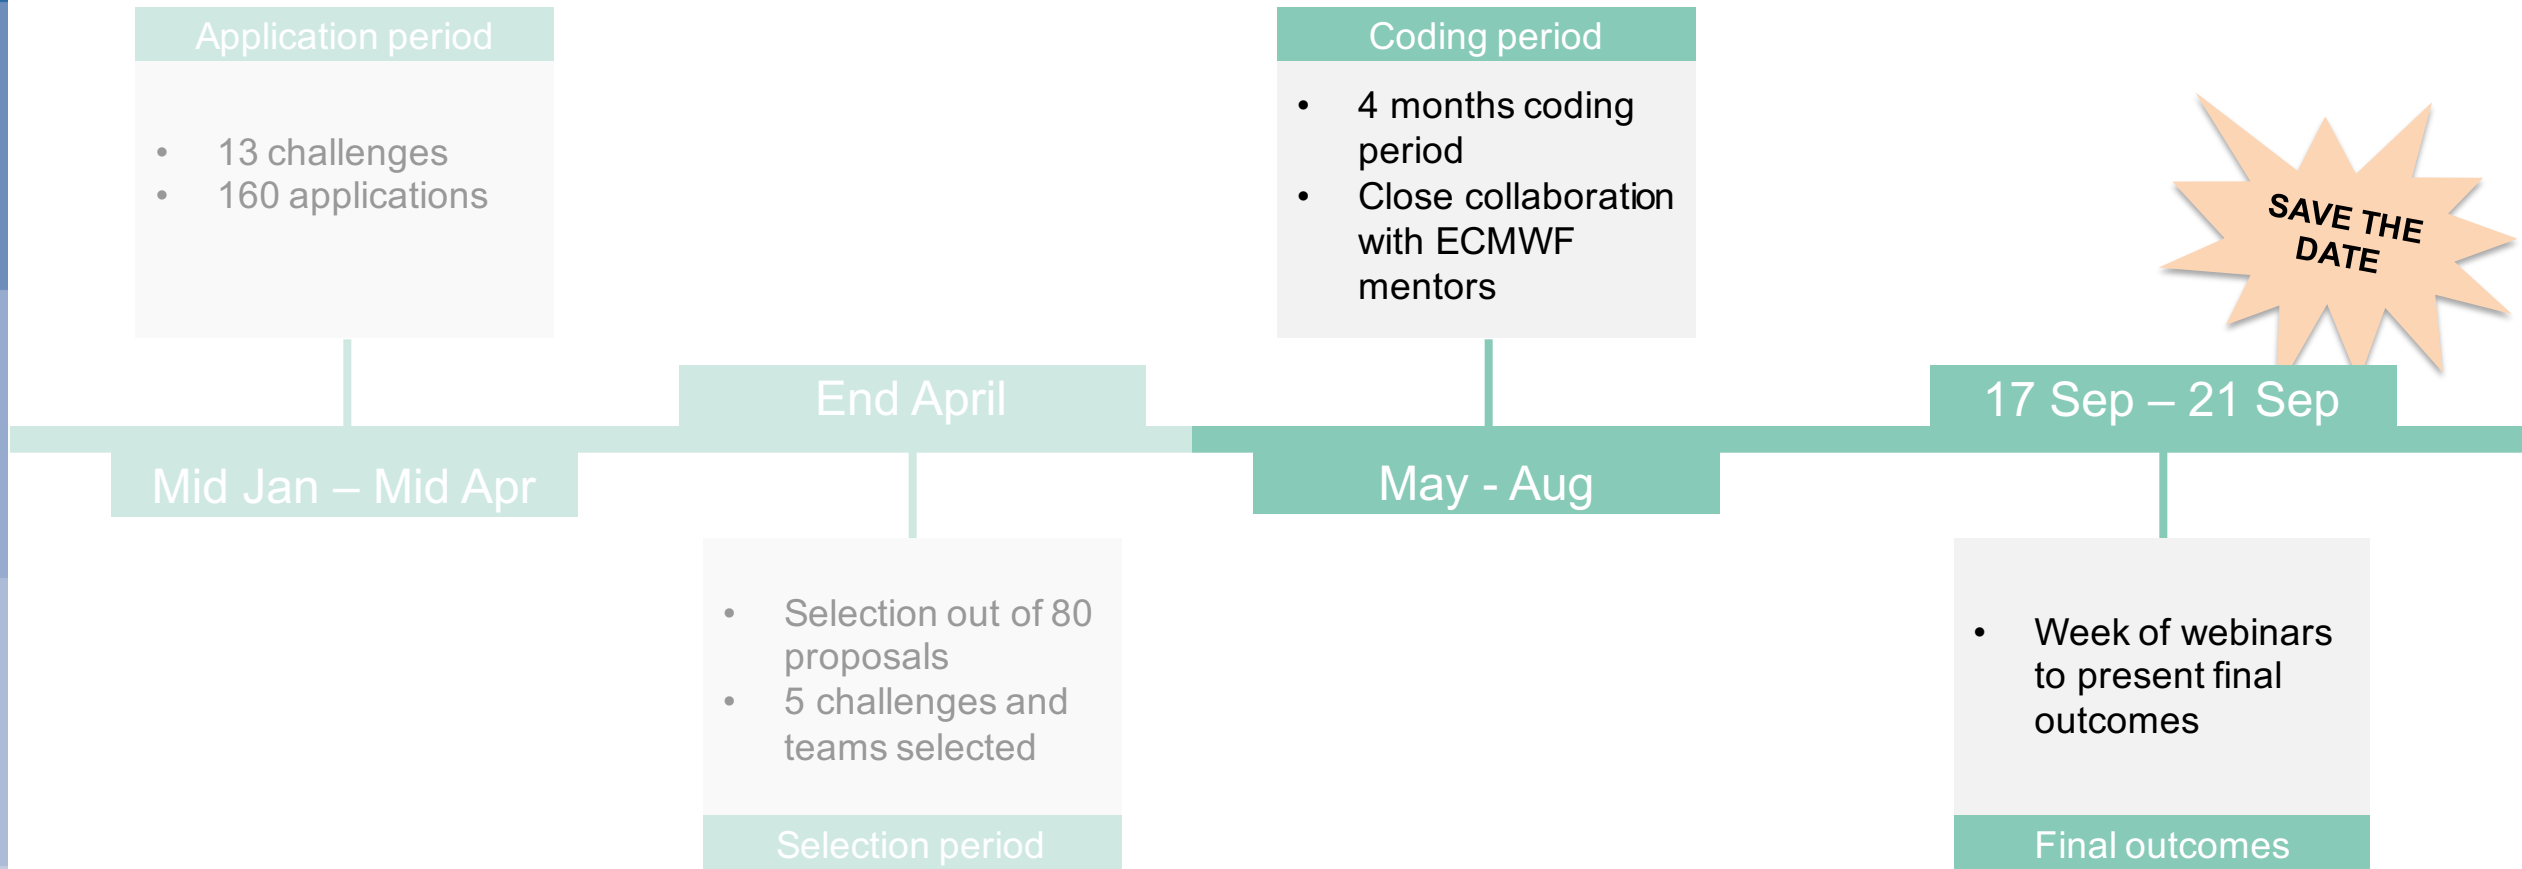 Application period
• 13 challenges
• 160 applications
Mid Jan – Mid Apr
End April
• Selection out of 80
proposals
• 5 challenges and
teams selected
Selection period
Coding period
• 4 months coding
period
• Close collaboration
with ECMWF
mentors
May - Aug
SAVE THE
DATE
17 Sep – 21 Sep
• Week of webinars
to present final
outcomes
Final outcomes